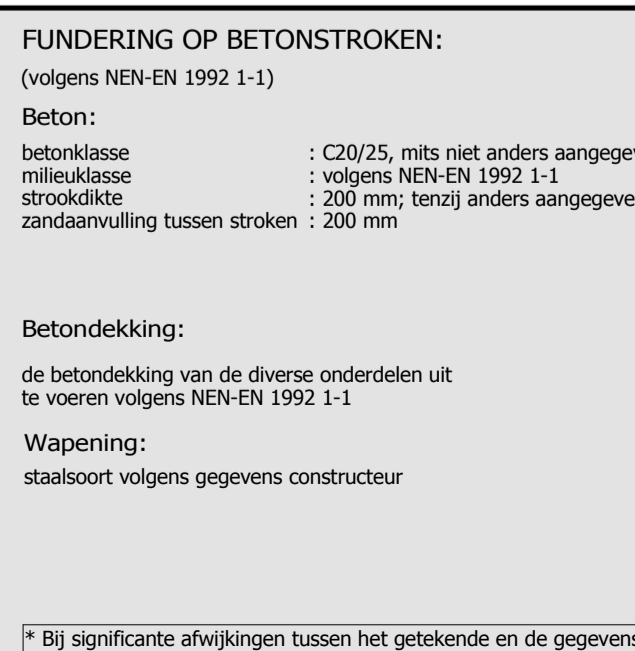 FUNDERING OP BETONSTROKEN:
(volgens NEN-EN 1992 1-1)
Beton:
betonklasse : C20/25, mits niet anders aangegev
milieuklasse : volgens NEN-EN 1992 1-1
strookdikte : 200 mm; tenzij anders aangegeve
zandaanvulling tussen stroken : 200 mm
Betondekking:
de betondekking van de diverse onderdelen uit
te voeren volgens NEN-EN 1992 1-1
Wapening:
staalsoort volgens gegevens constructeur
* Bij significante afwijkingen tussen het getekende en de gegevens